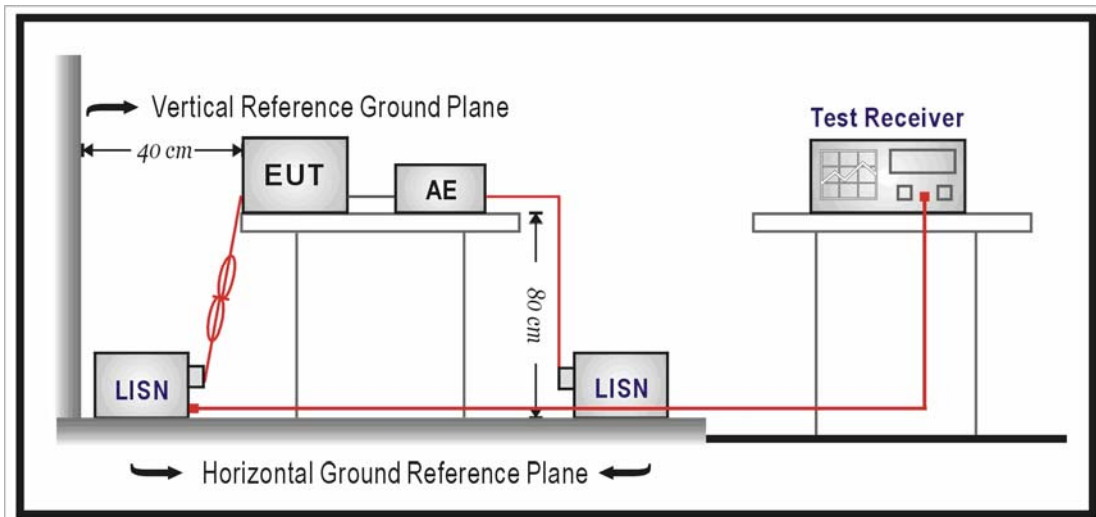 Vertical Reference Ground Plane
40 cm
EUT
AE
Test Receiver
80 cm
LISN
LISN
Horizontal Ground Reference Plane